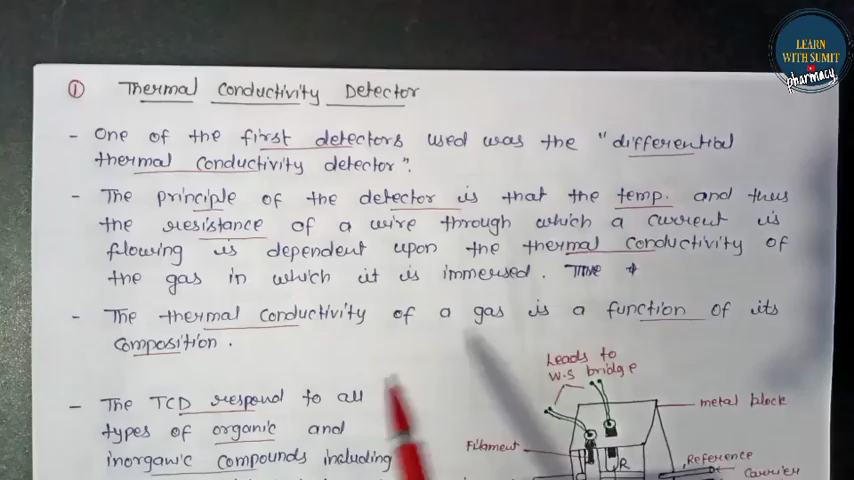 LEARN
WITH SUMIT
pharmacy
① Thermal Conductivity Detector
- One of the first detectors used was the "differential
thermal conductivity detector".
- The principle of the detector is that the temp. and thus
the resistance of a wire through which a current is
flowing is dependent upon the thermal conductivity of
the gas in which it is immersed.
- The thermal conductivity of a gas is a function of its
composition.
Leads to
W.S bridge
- The TCD respond to all
types of organic and
inorganic compounds including
metal block
Filament
R
Reference
Carrier